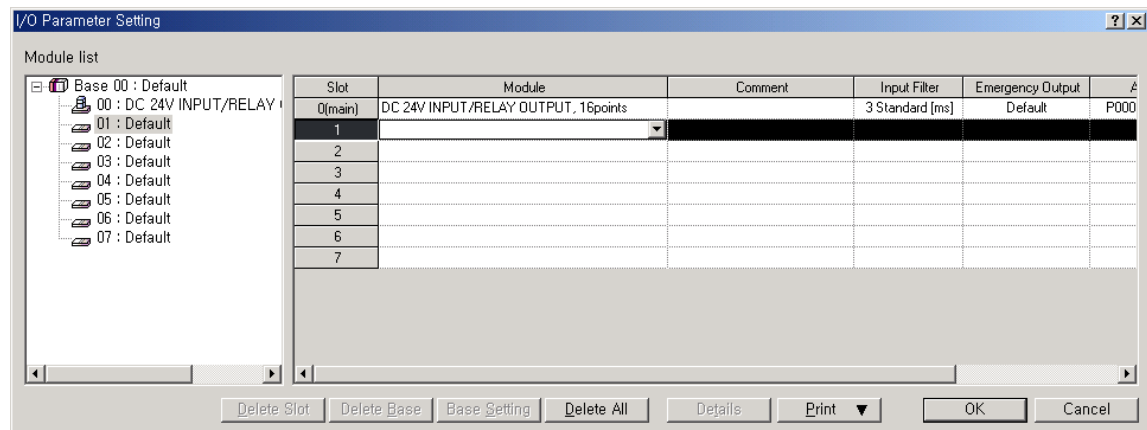 I/O Parameter Setting
Module list
Base 00 : Default
00 : DC 24V INPUT/RELAY
01 : Default
02 : Default
03 : Default
04 : Default
05 : Default
06 : Default
07 : Default
Slot Module Comment Input Filter Emergency Output A
0(main) DC 24V INPUT/RELAY OUTPUT, 16points 3 Standard [ms] Default P000
1
2
3
4
5
6
7
Delete Slot Delete Base Base Setting Delete All Details Print ▼ OK Cancel